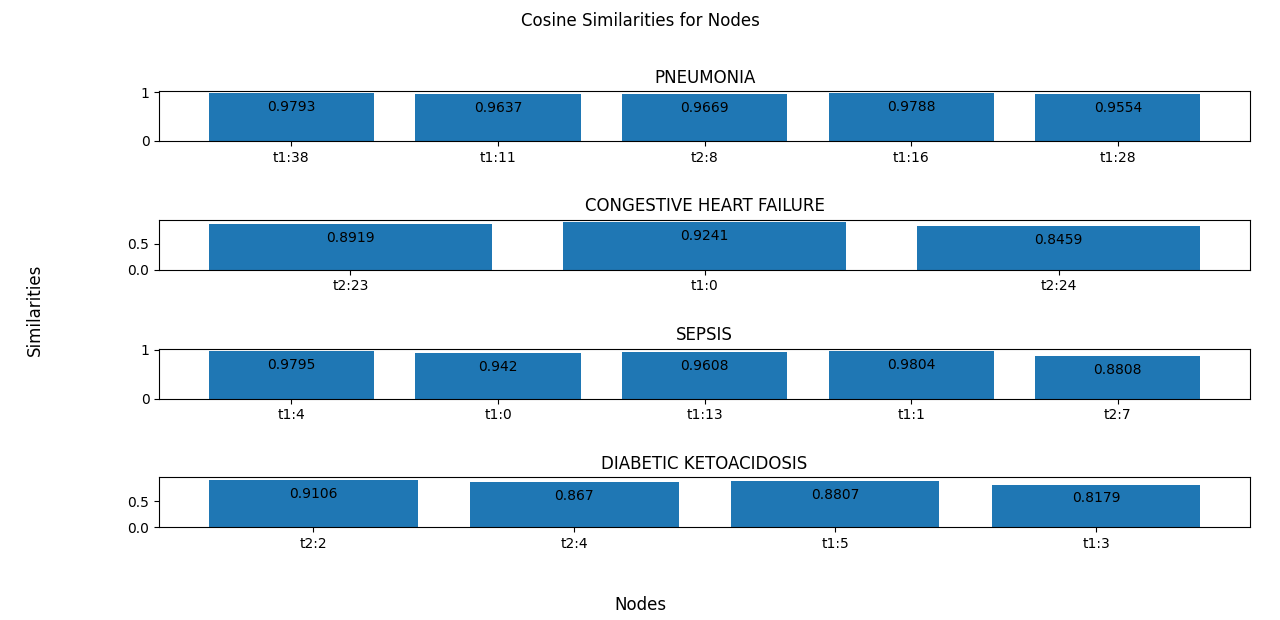 Cosine Similarities for Nodes
PNEUMONIA
1
0.9793 0.9637 0.9669 0.9788 0.9554
0
t1:38 t1:11 t2:8 t1:16 t1:28
CONGESTIVE HEART FAILURE
0.8919 0.9241 0.8459
0.5
0.0
t2:23 t1:0 t2:24
Similarities
SEPSIS
1
0.9795 0.942 0.9608 0.9804 0.8808
0
t1:4 t1:0 t1:13 t1:1 t2:7
DIABETIC KETOACIDOSIS
0.9106 0.867 0.8807 0.8179
0.5
0.0
t2:2 t2:4 t1:5 t1:3
Nodes